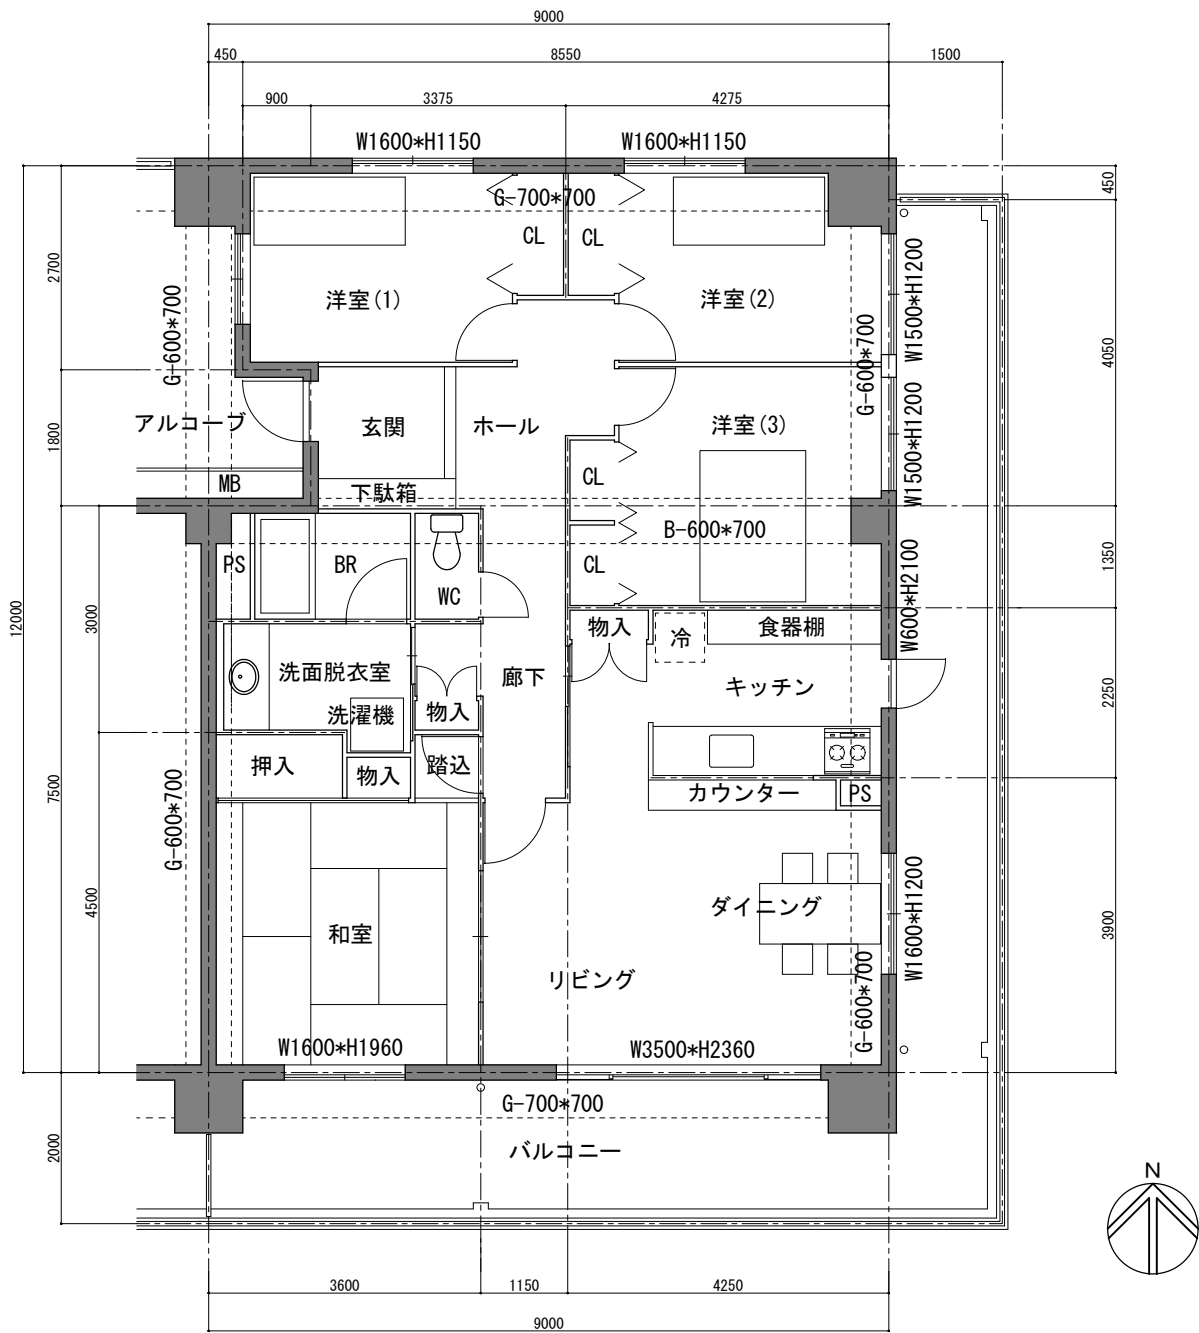 9000
450
8550
1500
900
3375
4275
W1600*H1150
W1600*H1150
G-700*700
CL
CL
洋室(1)
洋室(2)
2700
G-600*700
G-600*700
W1500*H1200
450
4050
アルコーブ
玄関
ホール
洋室(3)
1800
W1500*H1200
MB
下駄箱
CL
B-600*700
PS
BR
WC
CL
1350
W600*H2100
12000
3000
物入
冷
食器棚
洗面脱衣室
廊下
キッチン
洗濯機
物入
2250
押入
物入
踏込
カウンター
PS
7500
G-600*700
4500
和室
ダイニング
W1600*H1200
3900
リビング
G-600*700
W1600*H1960
W3500*H2360
G-700*700
バルコニー
2000
N
3600
1150
4250
9000